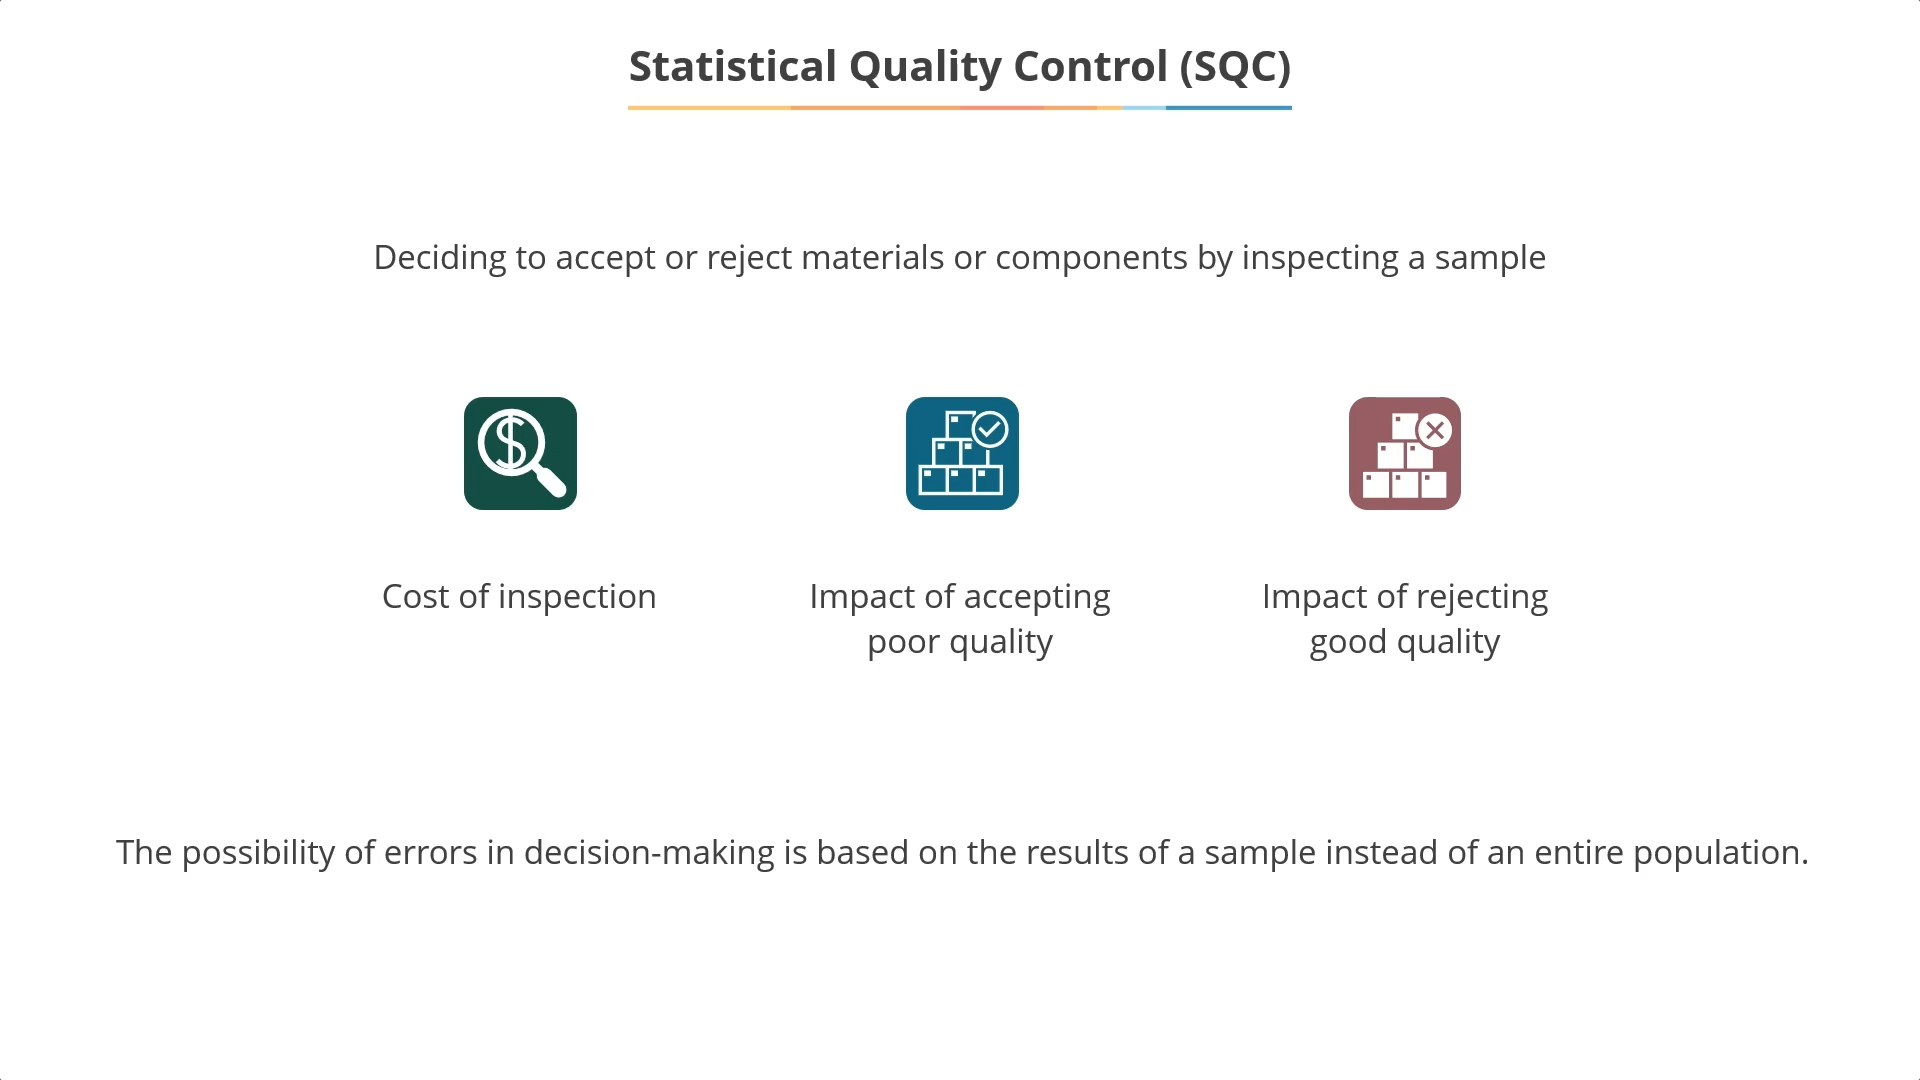 Statistical Quality Control (SQC)
Deciding to accept or reject materials or components by inspecting a sample
Cost of inspection
Impact of accepting
poor quality
Impact of rejecting
good quality
The possibility of errors in decision-making is based on the results of a sample instead of an entire population.